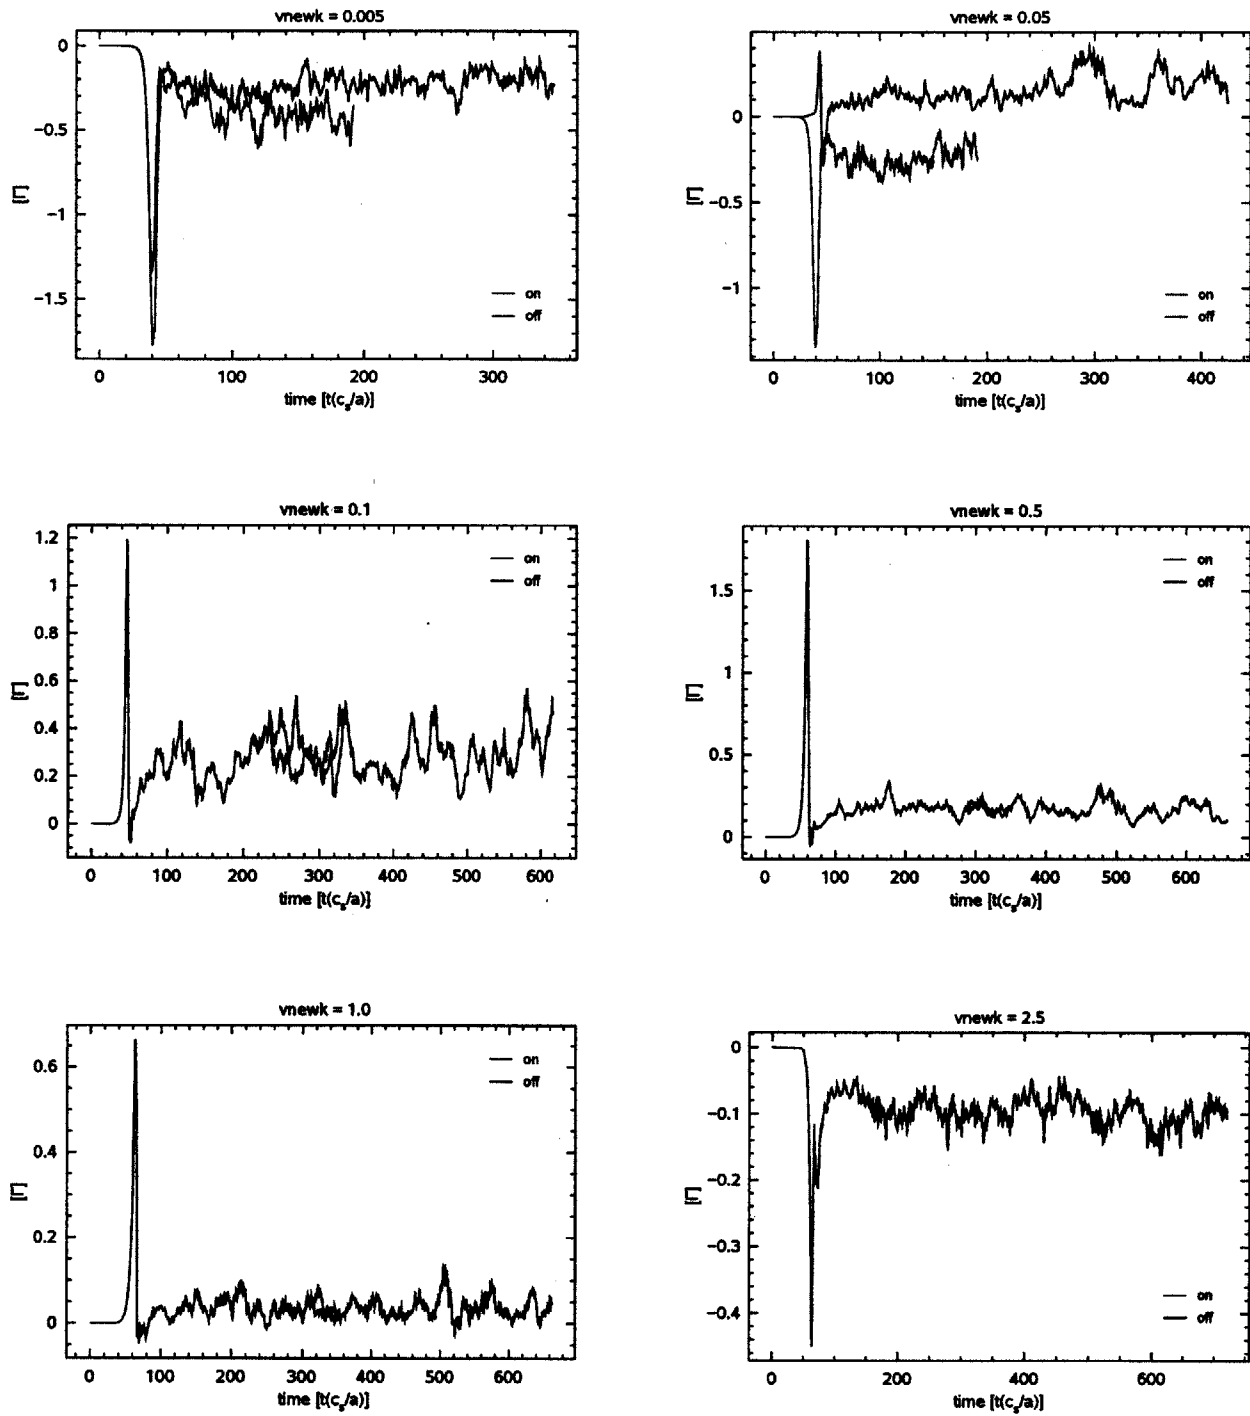 vnewk = 0.005
0
−0.5
−1
−1.5
[Γ]
on
off
0
100
200
300
time [t(c_s/a)]
vnewk = 0.05
0
−0.5
−1
[Γ]
on
off
0
100
200
300
400
time [t(c_s/a)]
vnewk = 0.1
1.2
1
0.8
0.6
0.4
0.2
0
[Γ]
on
off
0
100
200
300
400
500
600
time [t(c_s/a)]
vnewk = 0.5
1.5
1
0.5
0
[Γ]
on
off
0
100
200
300
400
500
600
time [t(c_s/a)]
vnewk = 1.0
0.6
0.4
0.2
0
[Γ]
on
off
0
100
200
300
400
500
600
time [t(c_s/a)]
vnewk = 2.5
0
−0.1
−0.2
−0.3
−0.4
[Γ]
on
off
0
200
400
600
time [t(c_s/a)]